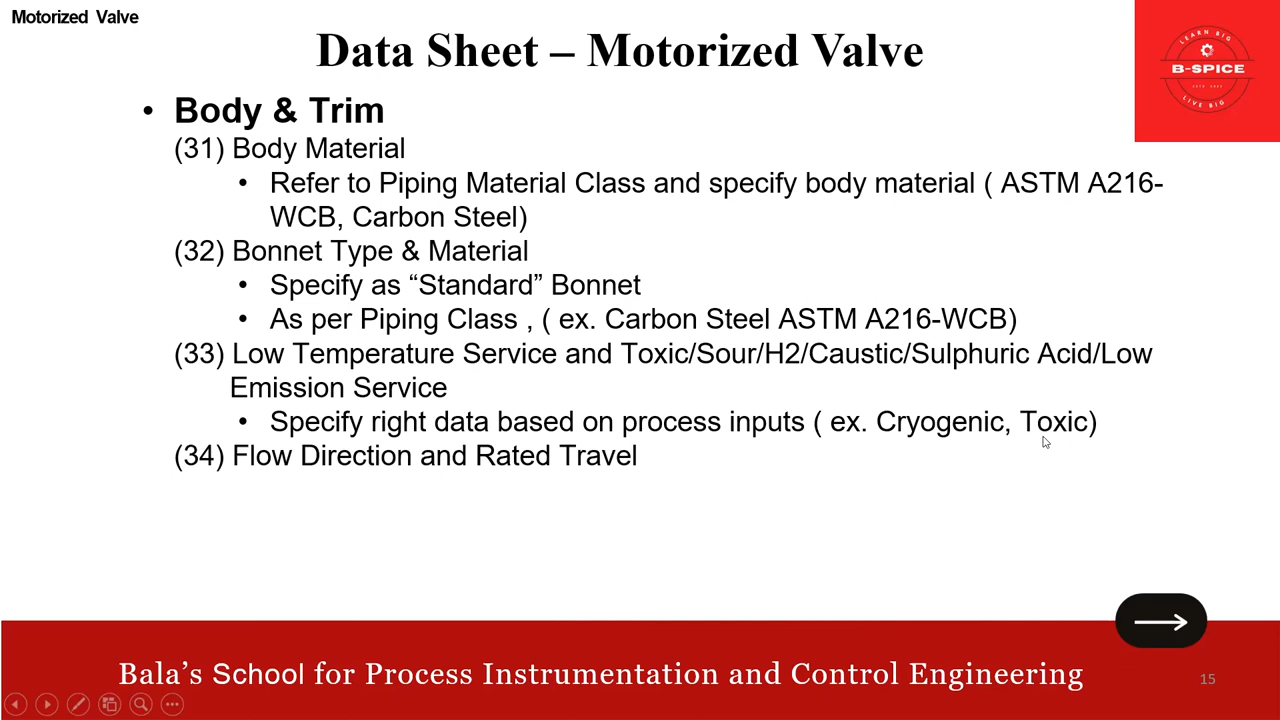 Motorized Valve
Data Sheet – Motorized Valve
LEARN BIG
B-SPICE
LIVE BIG
• Body & Trim
(31) Body Material
• Refer to Piping Material Class and specify body material ( ASTM A216-
WCB, Carbon Steel)
(32) Bonnet Type & Material
• Specify as “Standard” Bonnet
• As per Piping Class , ( ex. Carbon Steel ASTM A216-WCB)
(33) Low Temperature Service and Toxic/Sour/H2/Caustic/Sulphuric Acid/Low
Emission Service
• Specify right data based on process inputs ( ex. Cryogenic, Toxic)
(34) Flow Direction and Rated Travel
Bala’s School for Process Instrumentation and Control Engineering
15